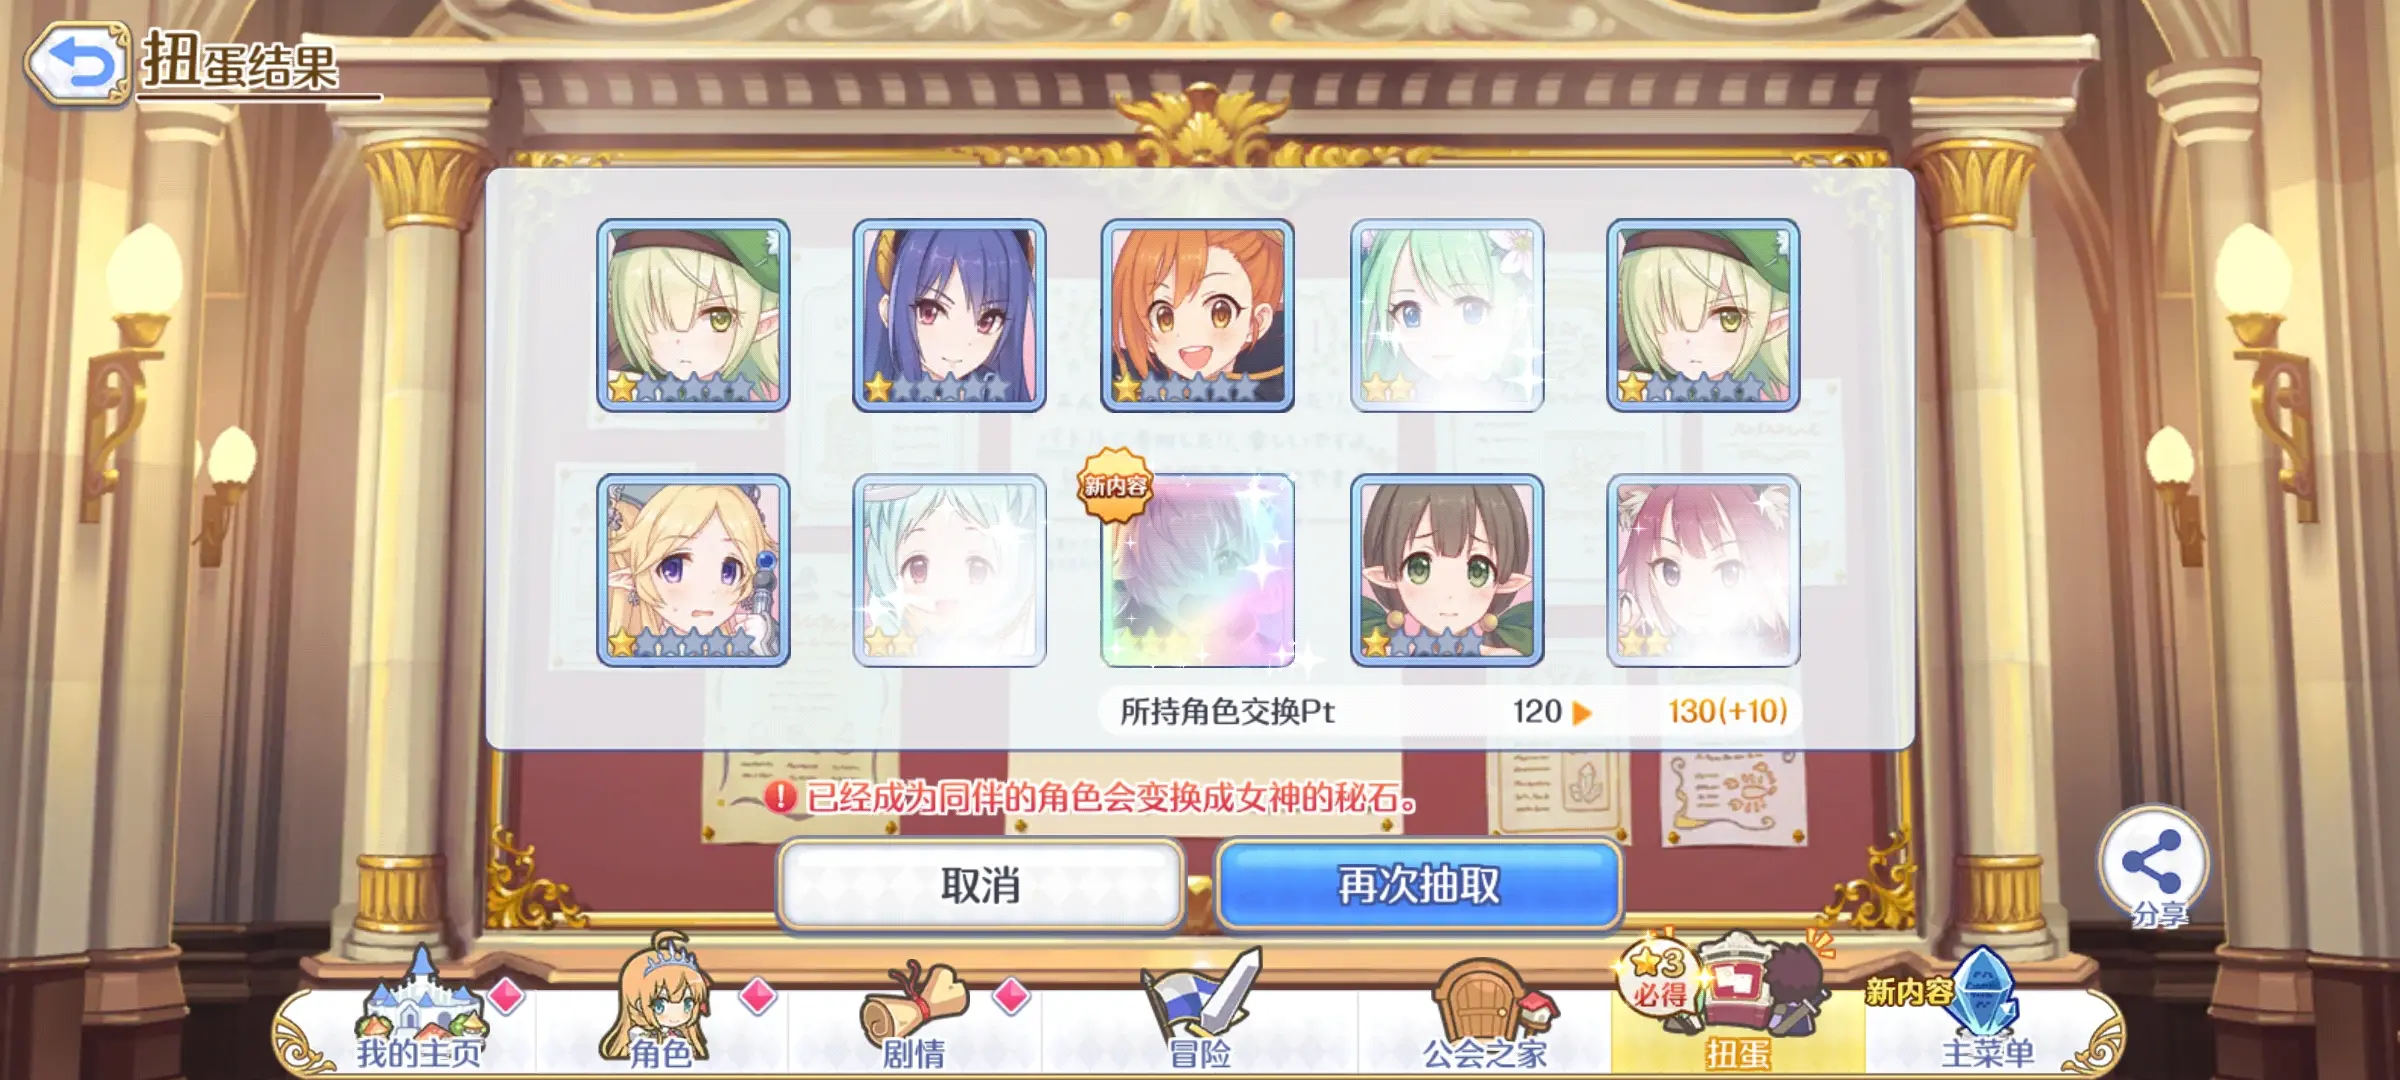 扭蛋结果
新内容
所持角色交换Pt 120 130(+10)
已经成为同伴的角色会变换成女神的秘石。
取消
再次抽取
分享
3
必得
新内容
我的主页
角色
剧情
冒险
公会之家
扭蛋
主菜单